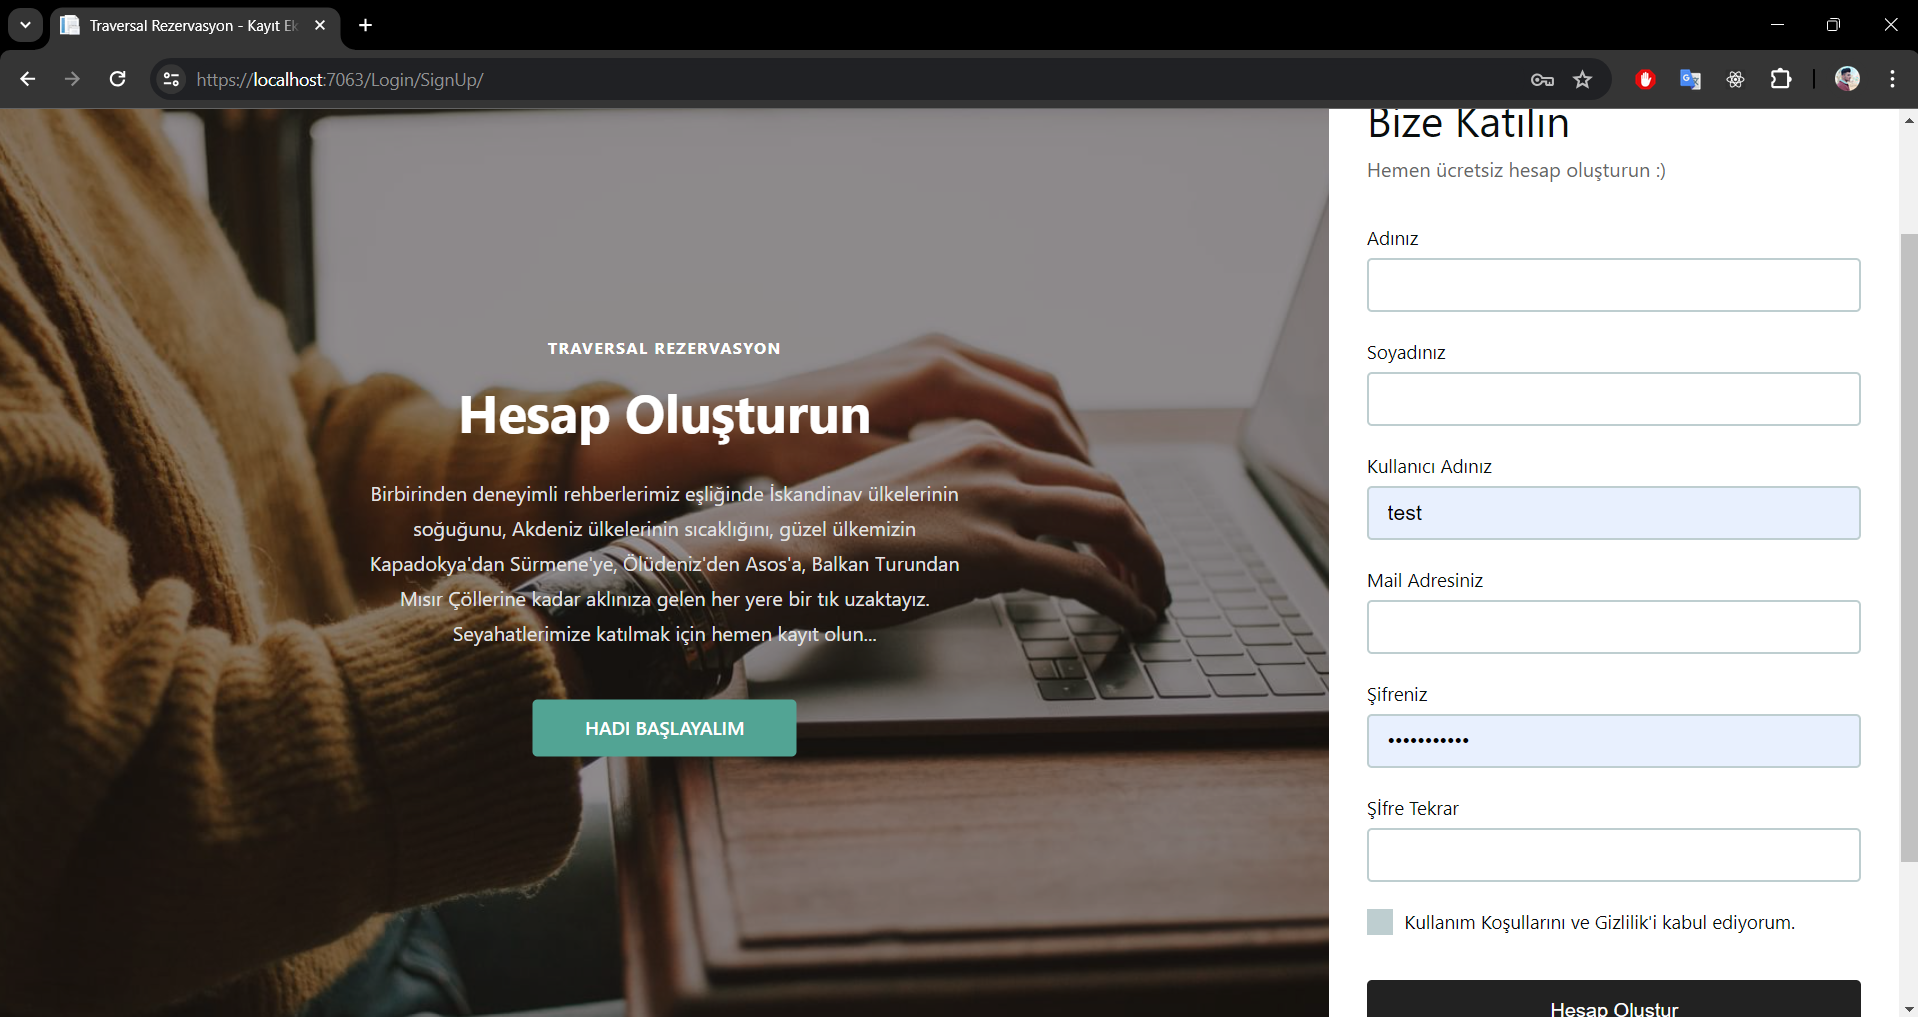 Traversal Rezervasyon - Kayıt Ek
https://localhost:7063/Login/SignUp/
TRAVERSAL REZERVASYON
Hesap Oluşturun
Birbirinden deneyimli rehberlerimiz eşliğinde İskandinav ülkelerinin
soğuğunu, Akdeniz ülkelerinin sıcaklığını, güzel ülkemizin
Kapadokya'dan Sürmene'ye, Ölüdeniz'den Asos'a, Balkan Turundan
Mısır Çöllerine kadar aklınıza gelen her yere bir tık uzaktayız.
Seyahatlerimize katılmak için hemen kayıt olun...
HADI BAŞLAYALIM
Bize Katılın
Hemen ücretsiz hesap oluşturun :)
Adınız
Soyadınız
Kullanıcı Adınız
test
Mail Adresiniz
Şifreniz
•••••••••••
Şİfre Tekrar
Kullanım Koşullarını ve Gizlilik'i kabul ediyorum.
Hesap Oluştur